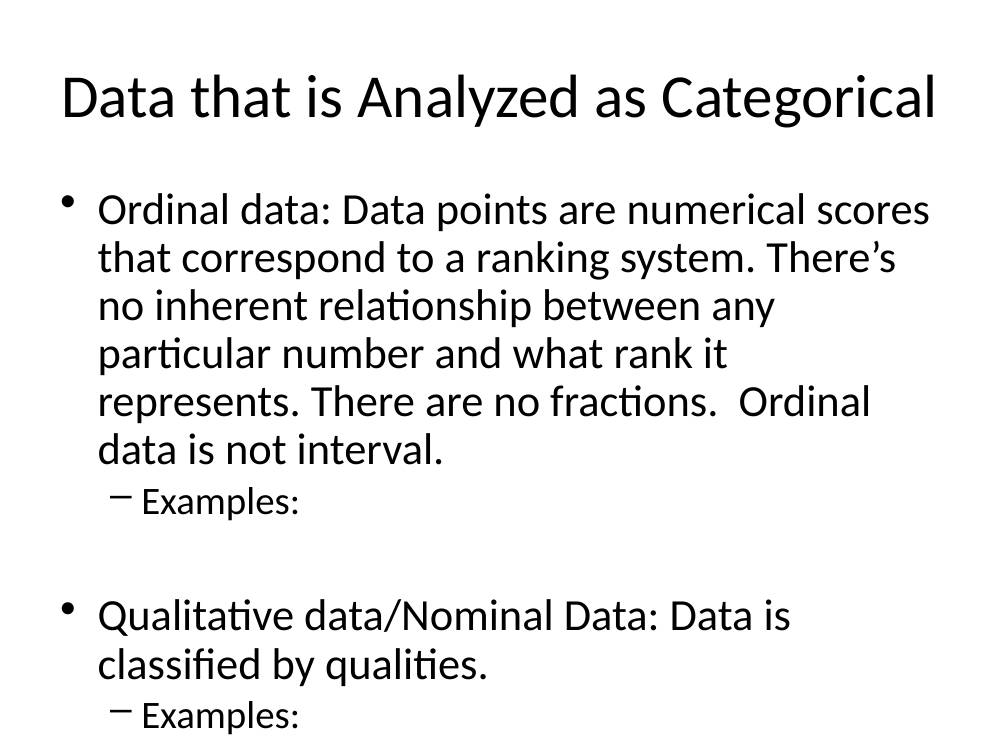 Data that is Analyzed as Categorical
• Ordinal data: Data points are numerical scores
that correspond to a ranking system. There’s
no inherent relationship between any
particular number and what rank it
represents. There are no fractions.  Ordinal
data is not interval.
– Examples:
• Qualitative data/Nominal Data: Data is
classified by qualities.
– Examples: